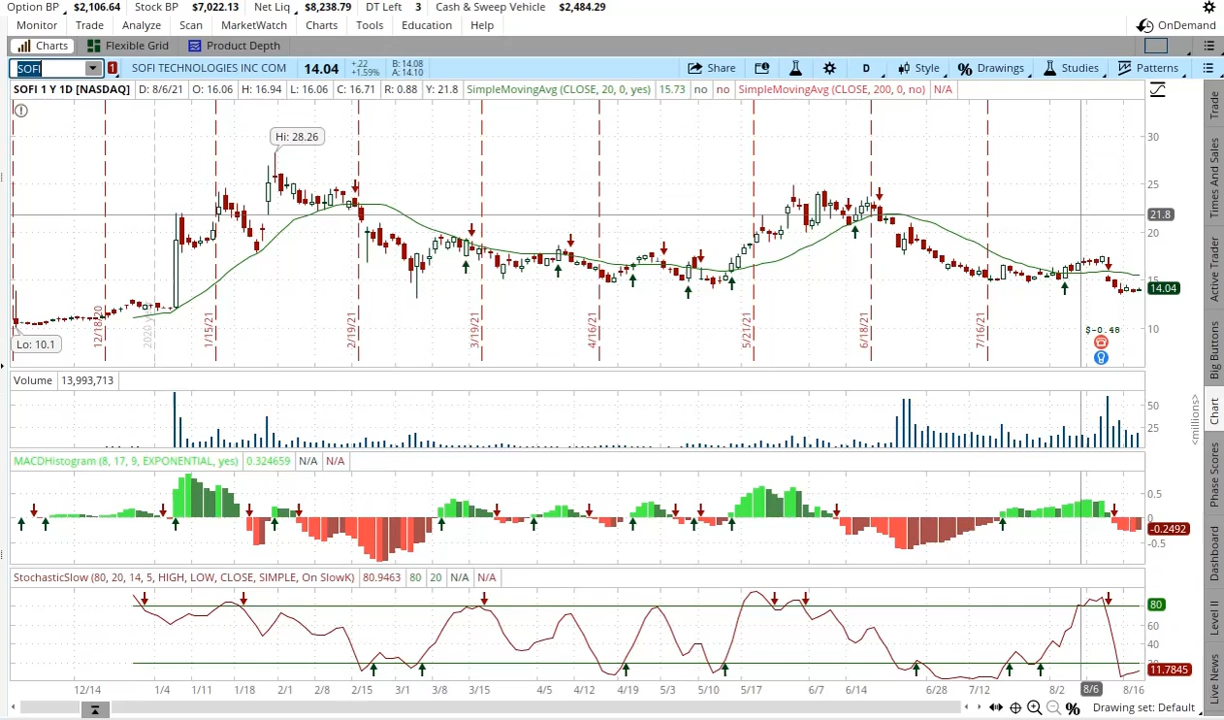 Option BP $2,106.64 Stock BP $7,022.13 Net Liq $8,238.79 DT Left 3 Cash & Sweep Vehicle $2,484.29
Monitor Trade Analyze Scan MarketWatch Charts Tools Education Help OnDemand
Charts Flexible Grid Product Depth
SOFI 1 SOFI TECHNOLOGIES INC COM 14.04 +.22 B: 14.08 Share D Style Drawings Studies Patterns
+1.59% A: 14.10
SOFI 1 Y 1D [NASDAQ] D: 8/6/21 O: 16.06 H: 16.94 L: 16.06 C: 16.71 R: 0.88 Y: 21.8 SimpleMovingAvg (CLOSE, 20, 0, yes) 15.73 no no SimpleMovingAvg (CLOSE, 200, 0, no) N/A
Hi: 28.26
30
25
21.8
20
15
14.04
10
$-0.48
Lo: 10.1
12/18/20 1/15/21 2/19/21 3/19/21 4/16/21 5/21/21 6/18/21 7/16/21
Volume 13,993,713
50
25
<millions>
MACDHistogram (8, 17, 9, EXPONENTIAL, yes) 0.324659 N/A N/A
0.5
0
-0.2492
-0.5
StochasticSlow (80, 20, 14, 5, HIGH, LOW, CLOSE, SIMPLE, On SlowK) 80.9463 80 20 N/A N/A
80
60
40
11.7845
12/14 1/4 1/11 1/18 2/1 2/8 2/15 3/1 3/15 4/5 4/12 4/19 5/3 5/10 5/17 6/7 6/14 6/28 7/12 8/2 8/6 8/16
Drawing set: Default
Trade
Times And Sales
Active Trader
Big Buttons
Chart
Phase Scores
Dashboard
Level II
Live News